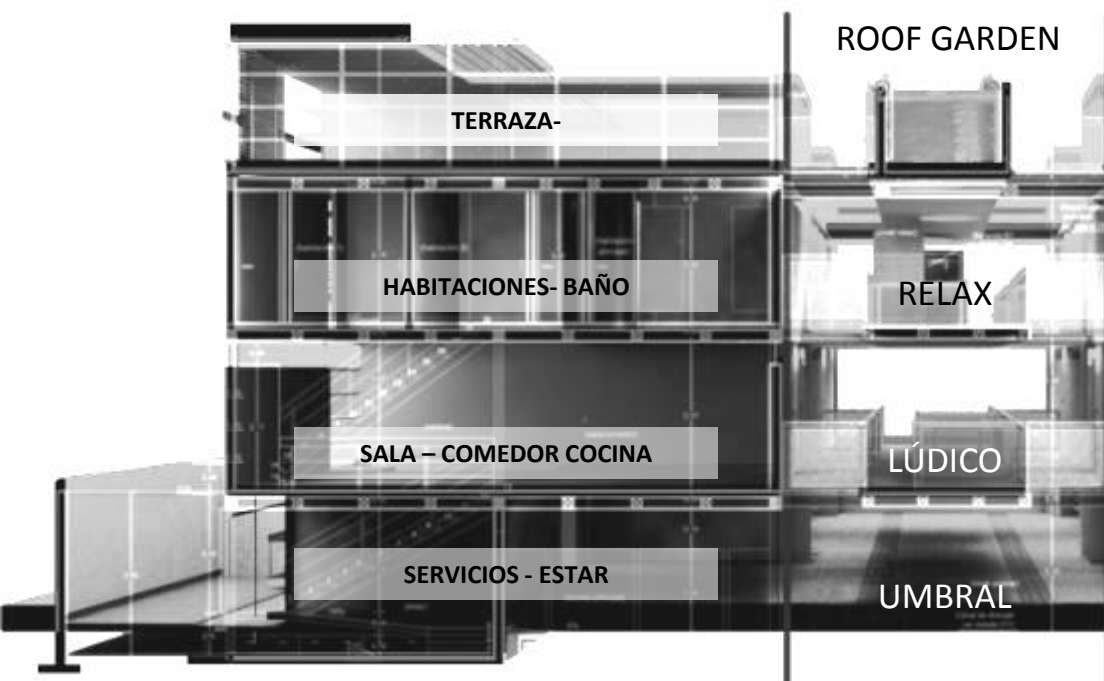 ROOF GARDEN
TERRAZA-
HABITACIONES- BAÑO
RELAX
SALA – COMEDOR COCINA
LÚDICO
SERVICIOS - ESTAR
UMBRAL